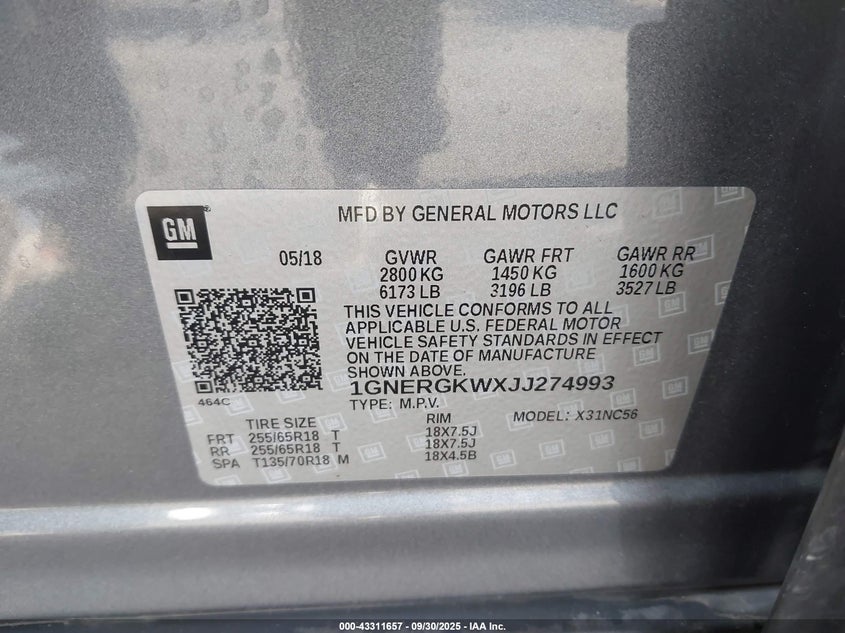 GM
MFD BY GENERAL MOTORS LLC
05/18 GVWR GAWR FRT GAWR RR
2800 KG 1450 KG 1600 KG
6173 LB 3196 LB 3527 LB
THIS VEHICLE CONFORMS TO ALL
APPLICABLE U.S. FEDERAL MOTOR
VEHICLE SAFETY STANDARDS IN EFFECT
ON THE DATE OF MANUFACTURE
SHOWN ABOVE.
464C
1GNERGKWXJJ274993
TYPE: M.P.V. MODEL: X31NC56
TIRE SIZE RIM
FRT 255/65R18 T 18X7.5J
RR 255/65R18 T 18X7.5J
SPA T135/70R18 M 18X4.5B
000-43311657 - 09/30/2025 - IAA Inc.